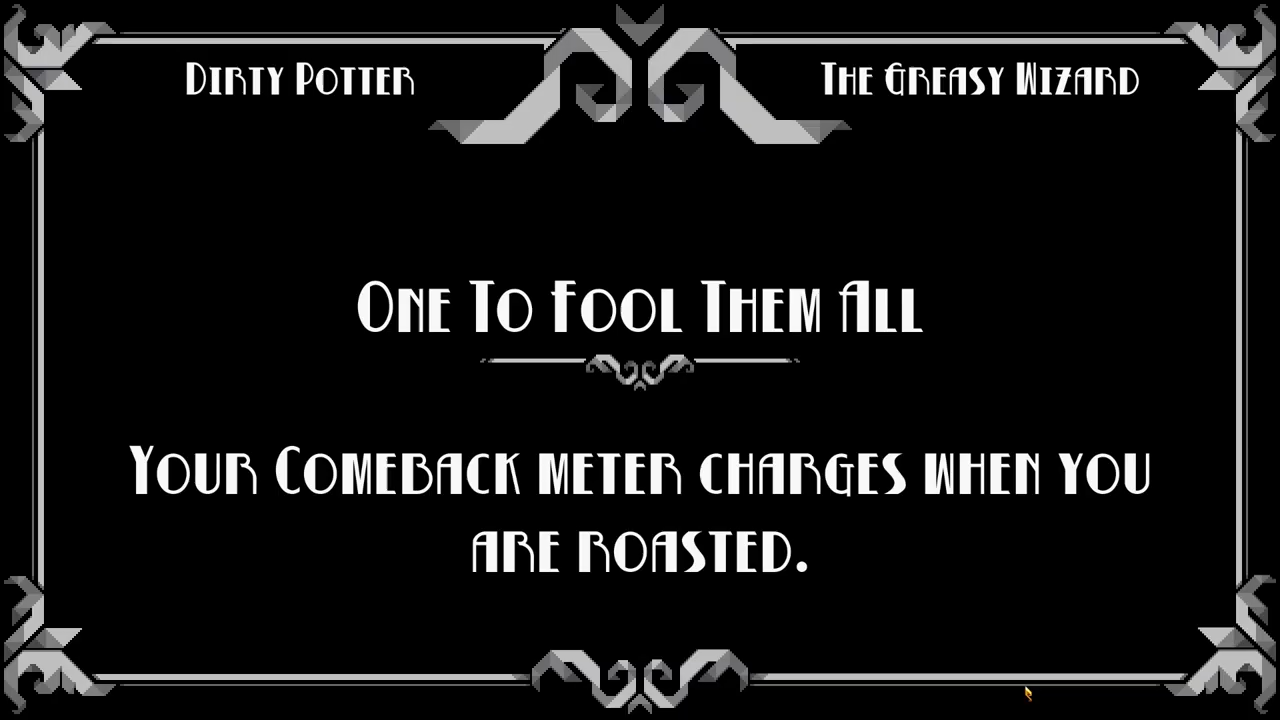 Dirty Potter
The Greasy Wizard
One To Fool Them All
Your Comeback meter charges when you
are roasted.